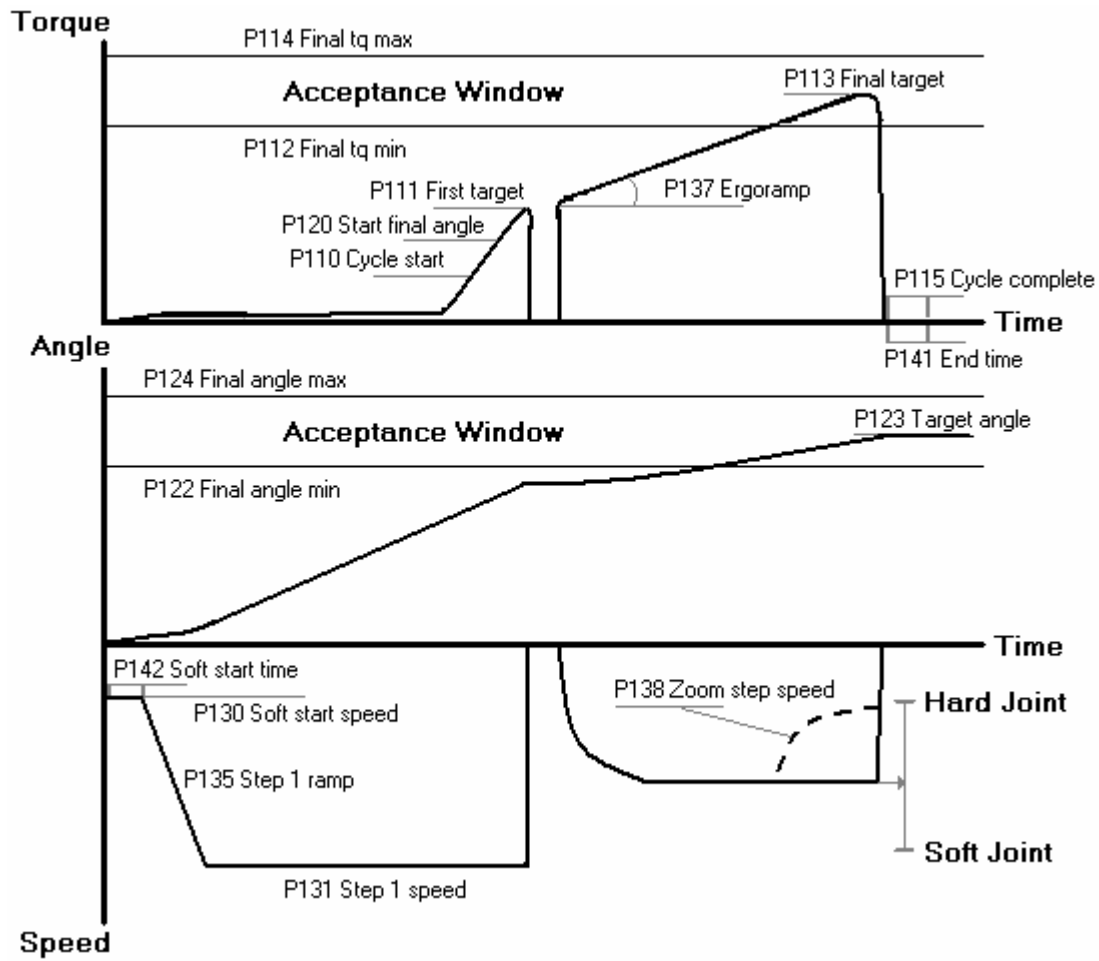 Torque
P114 Final tq max
P113 Final target
Acceptance Window
P112 Final tq min
P111 First target
P137 Ergoramp
P120 Start final angle
P110 Cycle start
P115 Cycle complete
Time
P141 End time
Angle
P124 Final angle max
P123 Target angle
Acceptance Window
P122 Final angle min
Time
P142 Soft start time
P138 Zoom step speed
Hard Joint
P130 Soft start speed
P135 Step 1 ramp
Soft Joint
P131 Step 1 speed
Speed